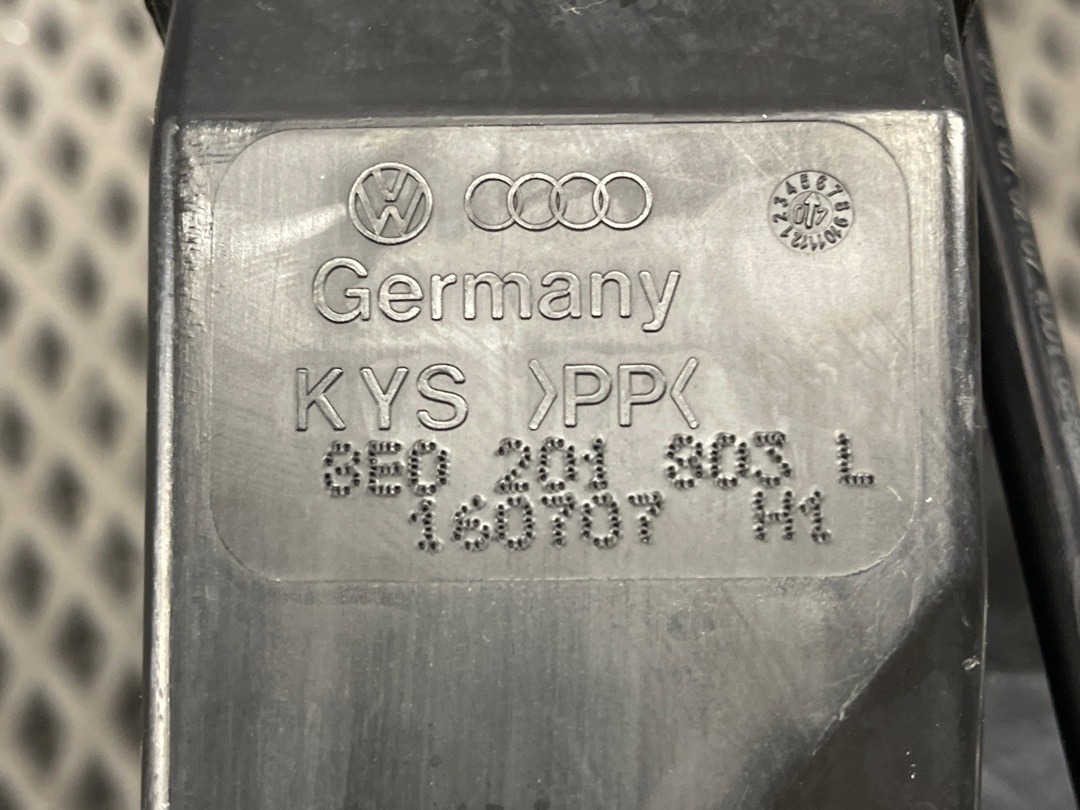 Germany
KYS >PP<
8E0 201 803 L
160707 H1